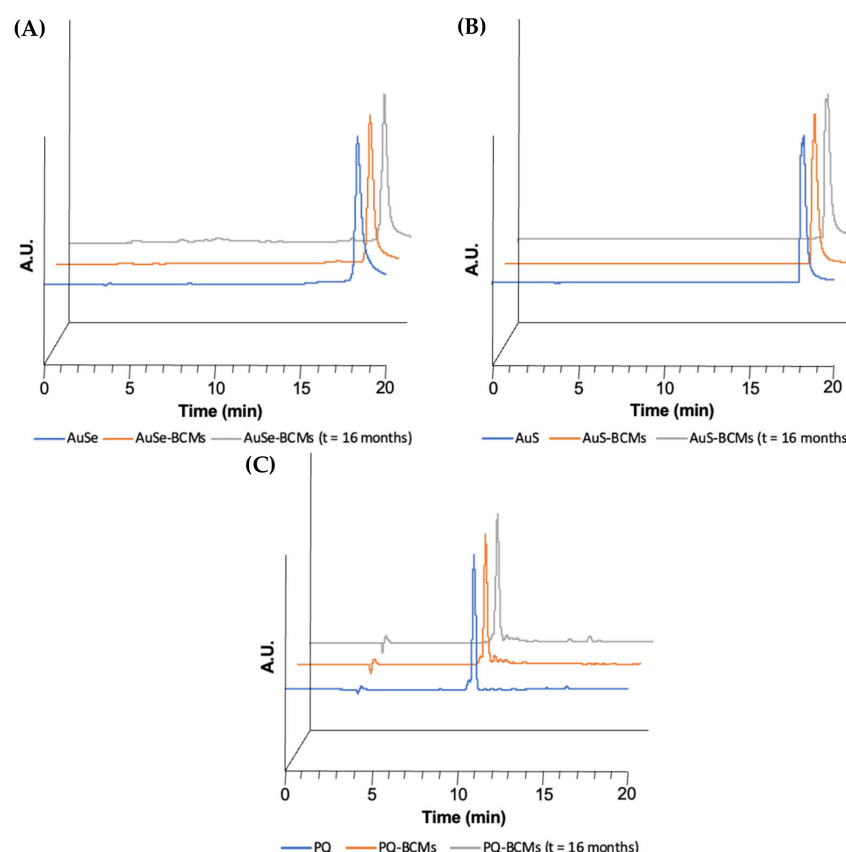 (A)
(B)
A.U.
A.U.
0 5 10 15 20
0 5 10 15 20
Time (min)
Time (min)
AuSe AuSe-BCMs AuSe-BCMs (t = 16 months)
AuS AuS-BCMs AuS-BCMs (t = 16 months)
(C)
A.U.
0 5 10 15 20
Time (min)
PQ PQ-BCMs PQ-BCMs (t = 16 months)